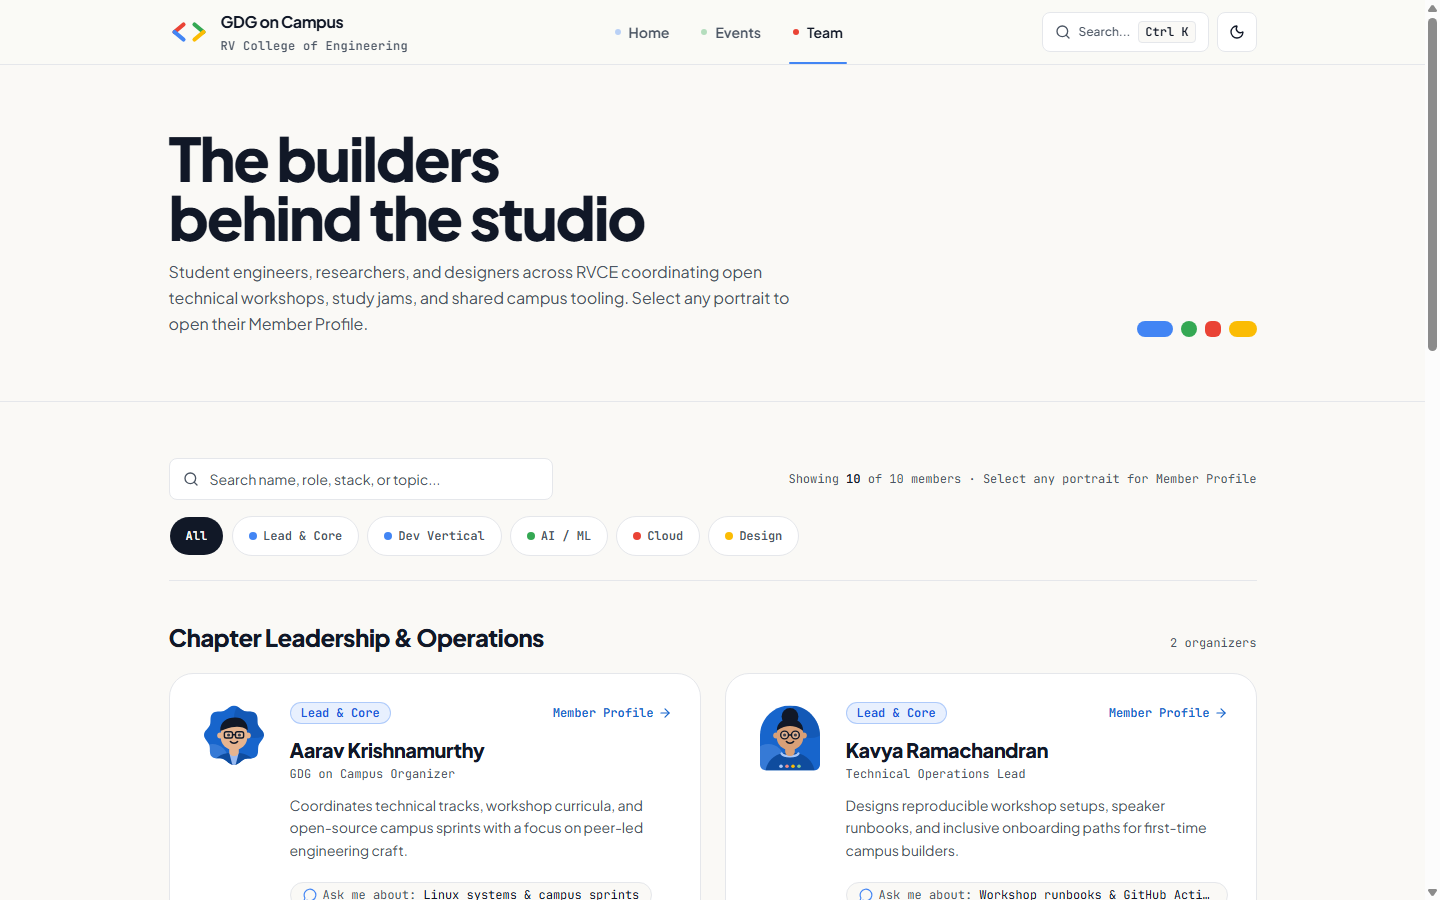 GDG on Campus
RV College of Engineering
Home
Events
Team
Search...
Ctrl K
The builders
behind the studio
Student engineers, researchers, and designers across RVCE coordinating open
technical workshops, study jams, and shared campus tooling. Select any portrait to
open their Member Profile.
Search name, role, stack, or topic...
Showing 10 of 10 members · Select any portrait for Member Profile
All
Lead & Core
Dev Vertical
AI / ML
Cloud
Design
Chapter Leadership & Operations
2 organizers
Lead & Core
Member Profile →
Aarav Krishnamurthy
GDG on Campus Organizer
Coordinates technical tracks, workshop curricula, and
open-source campus sprints with a focus on peer-led
engineering craft.
Ask me about: Linux systems & campus sprints
Lead & Core
Member Profile →
Kavya Ramachandran
Technical Operations Lead
Designs reproducible workshop setups, speaker
runbooks, and inclusive onboarding paths for first-time
campus builders.
Ask me about: Workshop runbooks & GitHub Acti…